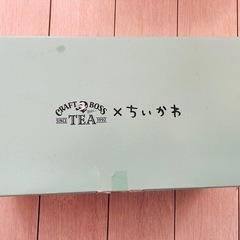 CRAFT BOSS
SINCE TEA 1992 ×ちいかわ